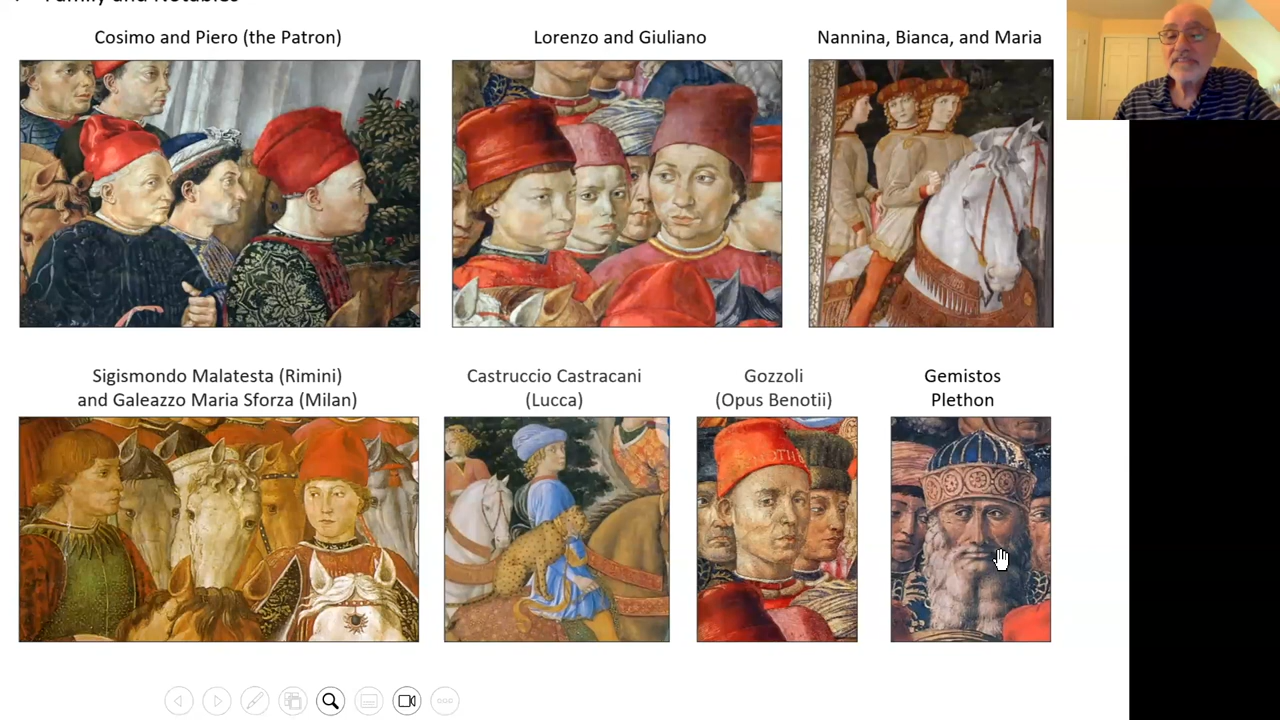 Family and Notables
Cosimo and Piero (the Patron)
Lorenzo and Giuliano
Nannina, Bianca, and Maria
Sigismondo Malatesta (Rimini)
and Galeazzo Maria Sforza (Milan)
Castruccio Castracani
(Lucca)
Gozzoli
(Opus Benotii)
Gemistos
Plethon